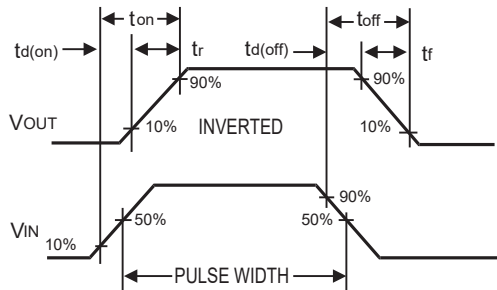 ton
toff
td(on)
tr
td(off)
tf
90%
90%
VOUT
10%
INVERTED
10%
90%
VIN
50%
50%
10%
PULSE WIDTH